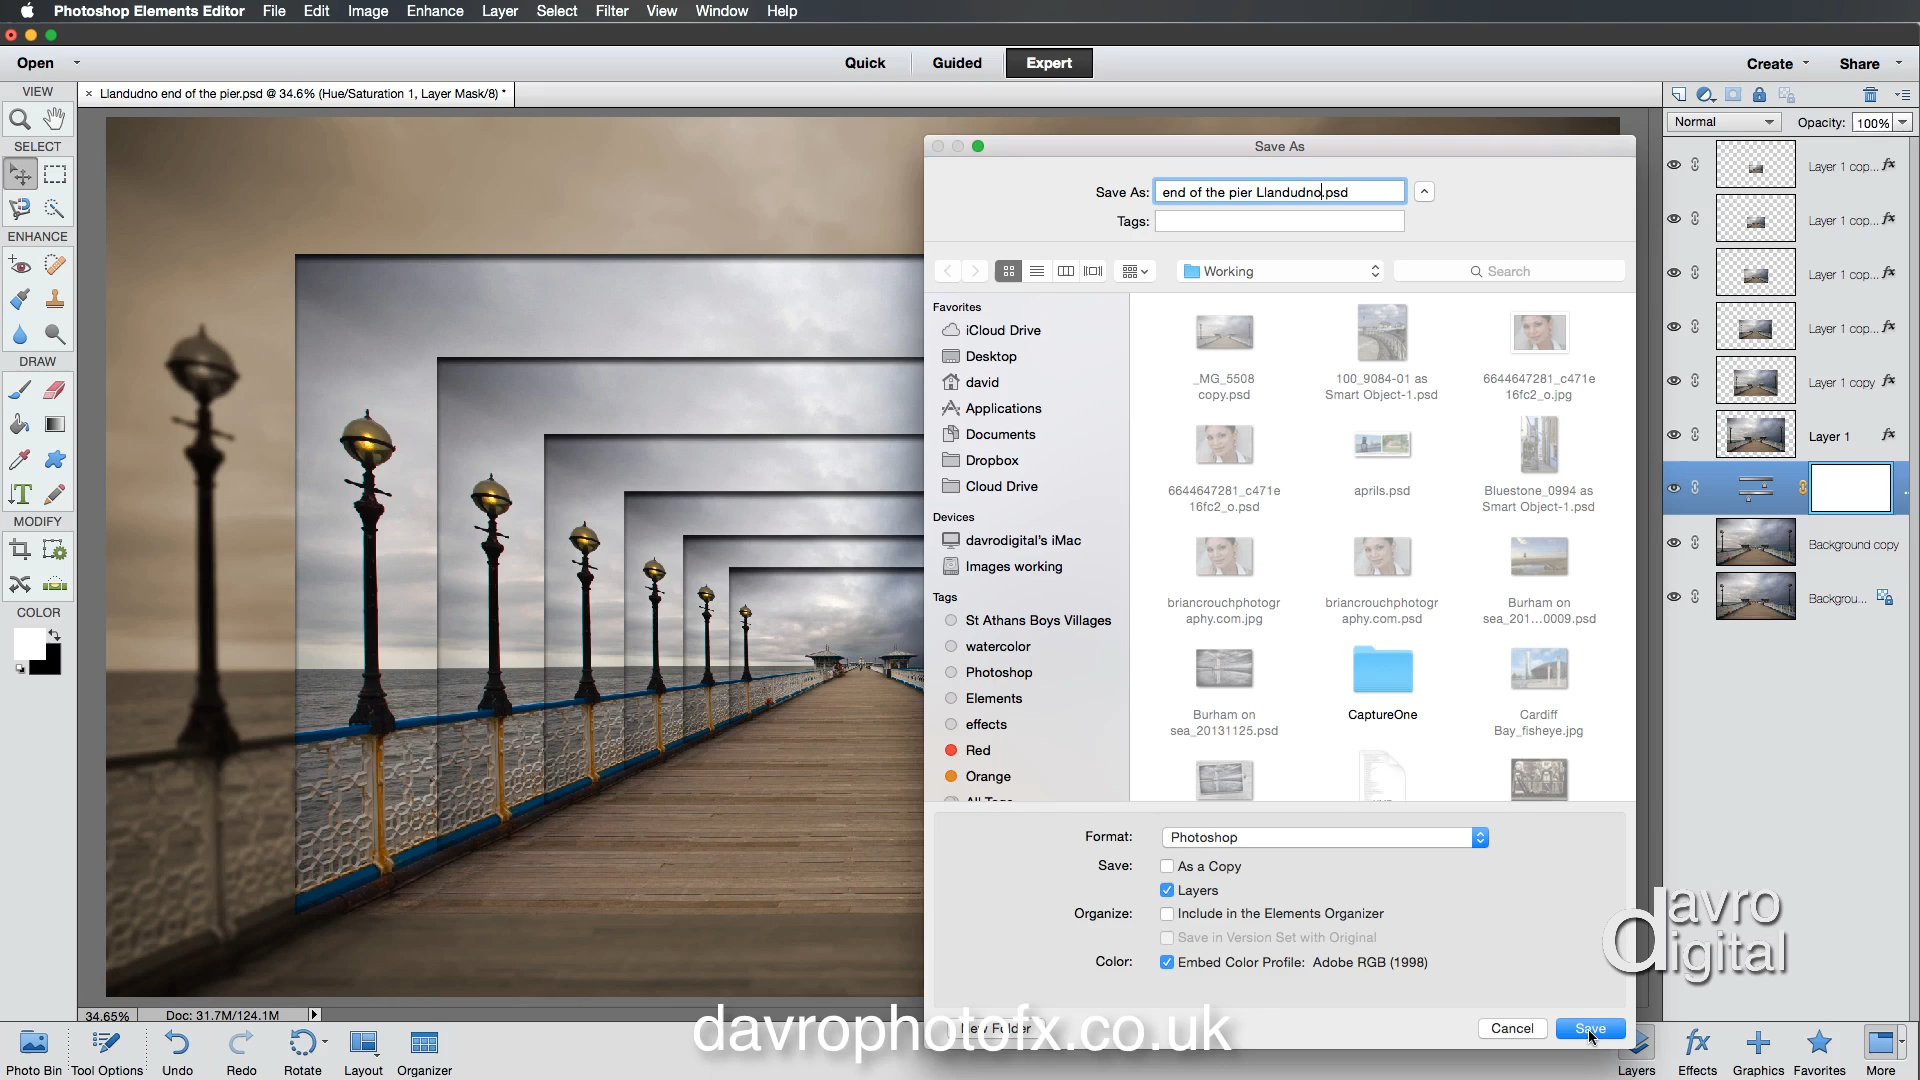 Photoshop Elements Editor File Edit Image Enhance Layer Select Filter View Window Help
Open Quick Guided Expert Create Share
VIEW
× Llandudno end of the pier.psd @ 34.6% (Hue/Saturation 1, Layer Mask/8) *
SELECT
ENHANCE
DRAW
MODIFY
COLOR
Save As
Save As: end of the pier Llandudno.psd
Tags:
Working
Search
Favorites
iCloud Drive
Desktop
david
Applications
Documents
Dropbox
Cloud Drive
Devices
davrodigital's iMac
Images working
Tags
St Athans Boys Villages
watercolor
Photoshop
Elements
effects
Red
Orange
_MG_5508
copy.psd
100_9084-01 as
Smart Object-1.psd
6644647281_c471e
16fc2_o.jpg
6644647281_c471e
16fc2_o.psd
aprils.psd
Bluestone_0994 as
Smart Object-1.psd
briancrouchphotogr
aphy.com.jpg
briancrouchphotogr
aphy.com.psd
Burham on
sea_201...0009.psd
Burham on
sea_20131125.psd
CaptureOne
Cardiff
Bay_fisheye.jpg
Format: Photoshop
Save: As a Copy
Layers
Organize: Include in the Elements Organizer
Save in Version Set with Original
Color: Embed Color Profile: Adobe RGB (1998)
New Folder
Cancel Save
Normal Opacity: 100%
Layer 1 cop... fx
Layer 1 cop... fx
Layer 1 cop... fx
Layer 1 cop... fx
Layer 1 copy fx
Layer 1 fx
Background copy
Backgrou...
davro
digital
34.65% Doc: 31.7M/124.1M
davrophotofx.co.uk
Photo Bin Tool Options Undo Redo Rotate Layout Organizer
Layers Effects Graphics Favorites More